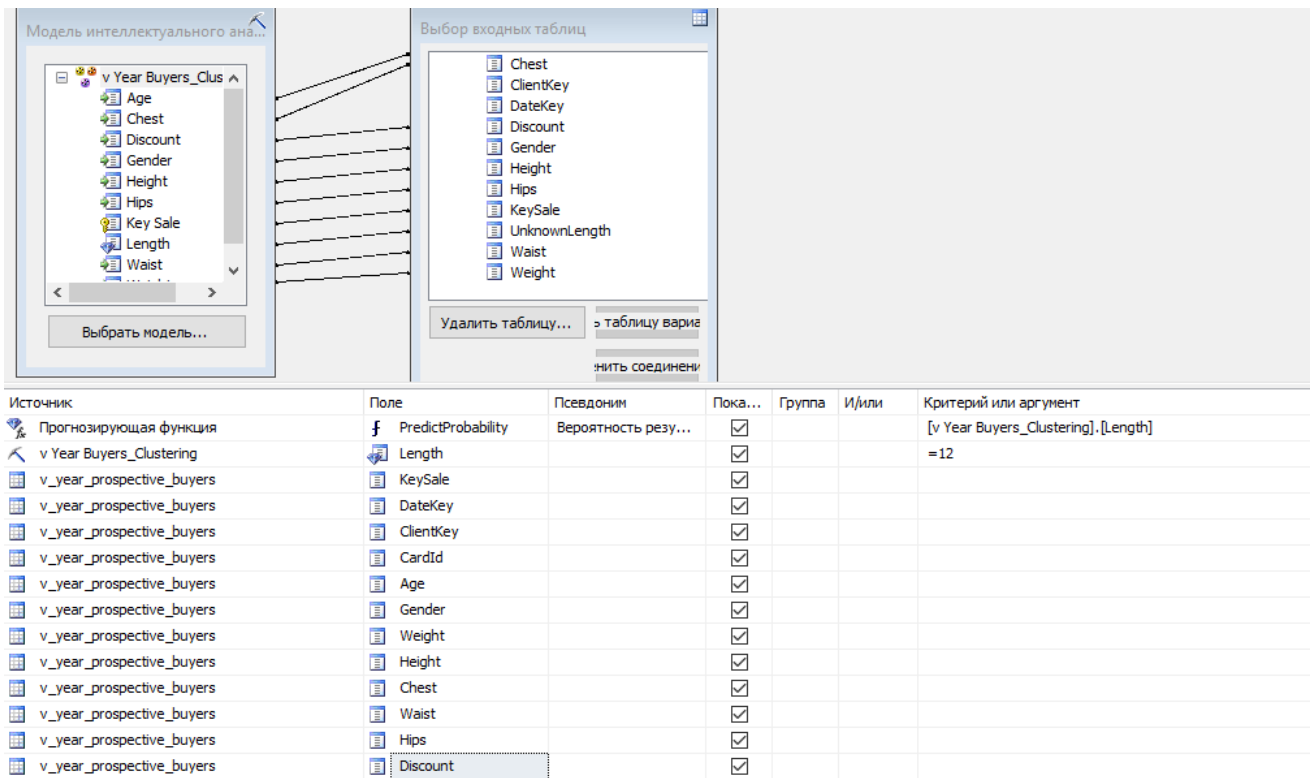 Модель интеллектуального ана...
v Year Buyers_Clus
Age
Chest
Discount
Gender
Height
Hips
Key Sale
Length
Waist
Выбрать модель...
Выбор входных таблиц
Chest
ClientKey
DateKey
Discount
Gender
Height
Hips
KeySale
UnknownLength
Waist
Weight
Удалить таблицу...
ь таблицу вариа
нить соединени
Источник Поле Псевдоним Пока... Группа И/или Критерий или аргумент
Прогнозирующая функция PredictProbability Вероятность резу... [v Year Buyers_Clustering].[Length]
v Year Buyers_Clustering Length =12
v_year_prospective_buyers KeySale
v_year_prospective_buyers DateKey
v_year_prospective_buyers ClientKey
v_year_prospective_buyers CardId
v_year_prospective_buyers Age
v_year_prospective_buyers Gender
v_year_prospective_buyers Weight
v_year_prospective_buyers Height
v_year_prospective_buyers Chest
v_year_prospective_buyers Waist
v_year_prospective_buyers Hips
v_year_prospective_buyers Discount